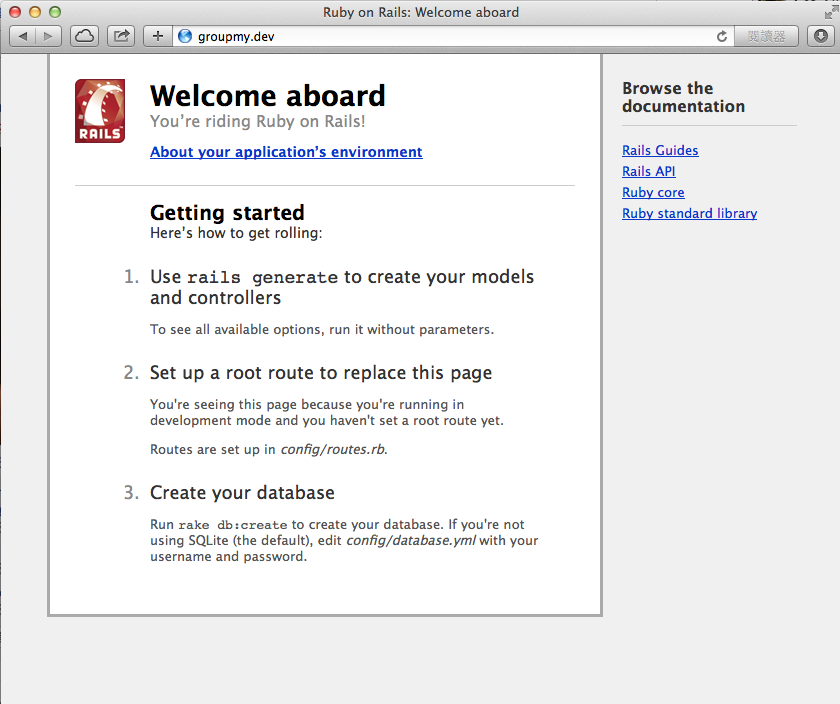 Ruby on Rails: Welcome aboard
groupmy.dev
閱讀器
RAILS
Welcome aboard
You're riding Ruby on Rails!
About your application's environment
Getting started
Here's how to get rolling:
1. Use rails generate to create your models
and controllers
To see all available options, run it without parameters.
2. Set up a root route to replace this page
You're seeing this page because you're running in
development mode and you haven't set a root route yet.
Routes are set up in config/routes.rb.
3. Create your database
Run rake db:create to create your database. If you're not
using SQLite (the default), edit config/database.yml with your
username and password.
Browse the
documentation
Rails Guides
Rails API
Ruby core
Ruby standard library